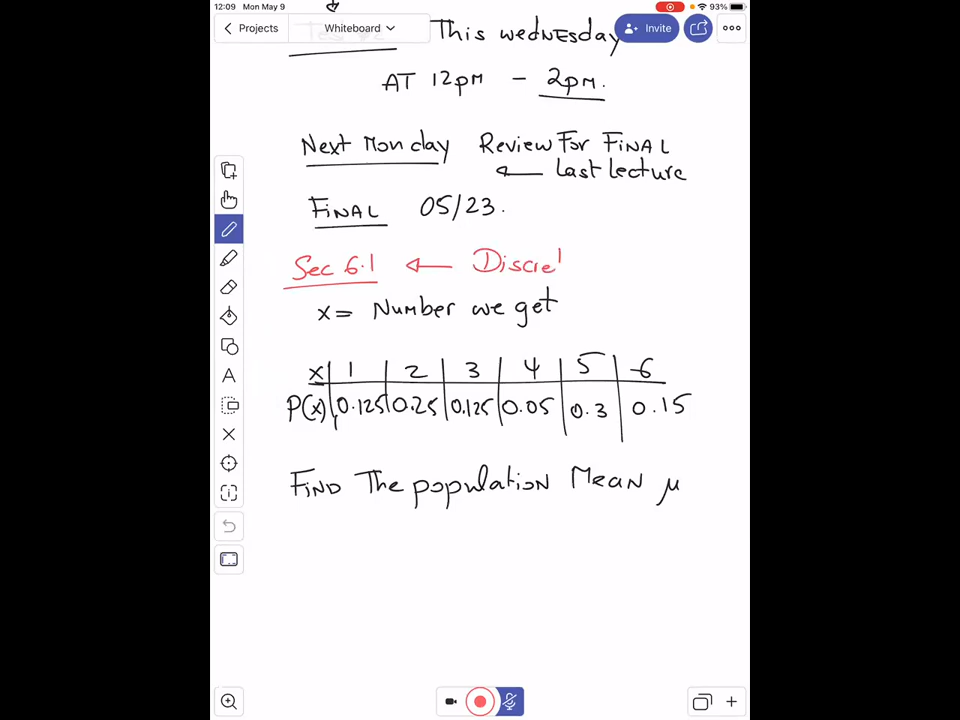 12:09 Mon May 9
93%
Projects
Whiteboard
Invite
This wednesday
AT 12pm - 2pm.
Next Monday Review For Final
← Last lecture
Final 05/23.
Sec 6.1 ← Discret
x = Number we get
x 1 2 3 4 5 6
P(x) 0.125 0.25 0.125 0.05 0.3 0.15
Find The population Mean μ
A